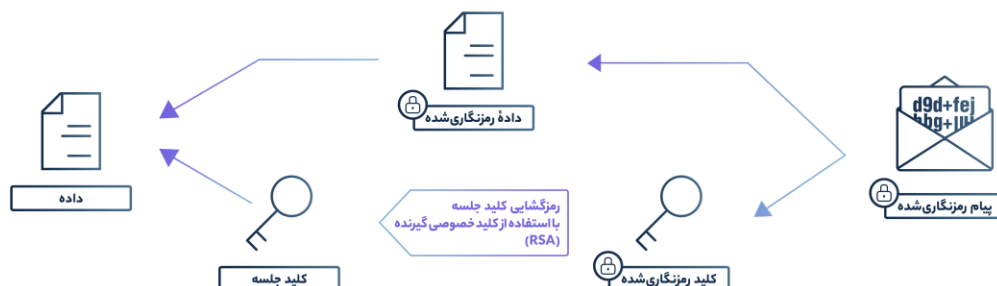 d9d+fej
پیام رمزنگاری‌شده
دادهٔ رمزنگاری‌شده
کلید رمزنگاری‌شده
رمزگشایی کلید جلسه
با استفاده از کلید خصوصی گیرنده
(RSA)
کلید جلسه
داده